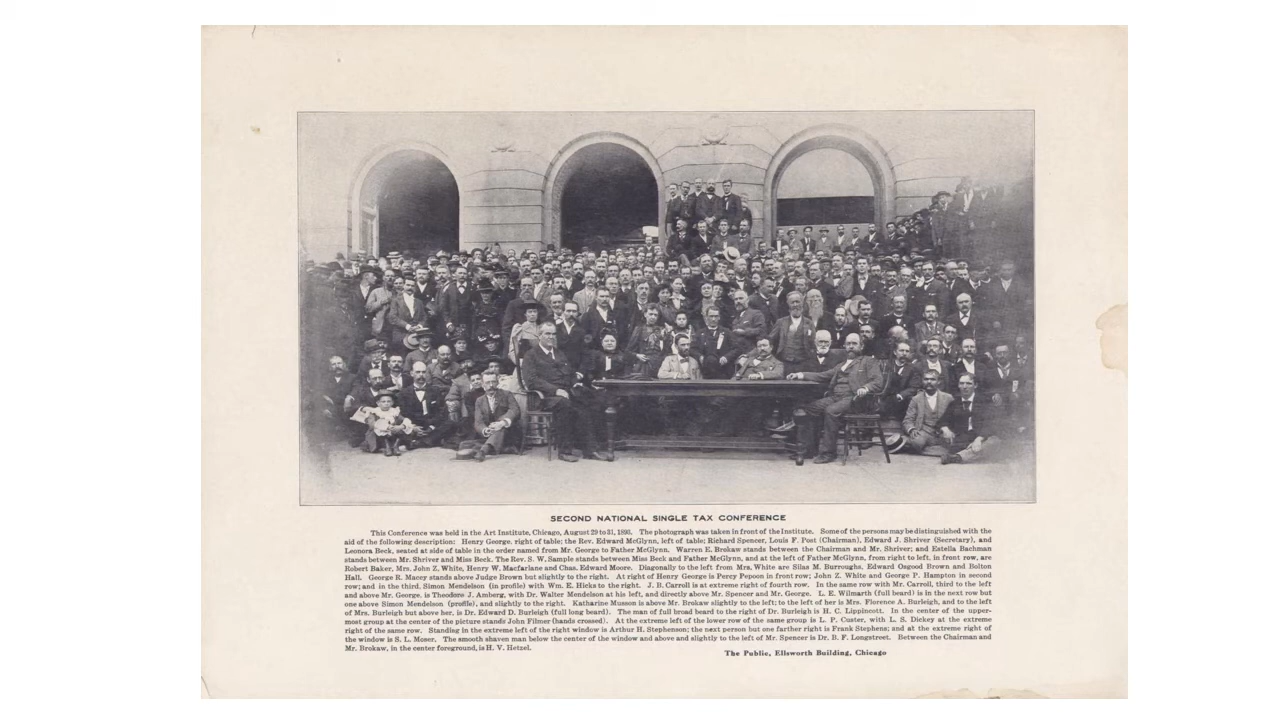 SECOND NATIONAL SINGLE TAX CONFERENCE
This Conference was held in the Art Institute, Chicago, August 29 to 31, 1893. The photograph was taken in front of the Institute. Some of the persons may be distinguished with the
aid of the following description: Henry George, right of table; the Rev. Edward McGlynn, left of table; Richard Spencer, Louis F. Post (Chairman), Edward J. Shriver (Secretary), and
Leonora Beck, seated at side of table in the order named from Mr. George to Father McGlynn. Warren E. Brokaw stands between the Chairman and Mr. Shriver; and Estella Bachman
stands between Mr. Shriver and Miss Beck. The Rev. S. W. Sample stands between Miss Beck and Father McGlynn, and at the left of Father McGlynn, from right to left, in front row, are
Robert Baker, Mrs. John Z. White, Henry W. Macfarlane and Chas. Edward Moore. Diagonally to the left from Mrs. White are Silas M. Burroughs, Edward Osgood Brown and Bolton
Hall. George R. Macey stands above Judge Brown but slightly to the right. At right of Henry George is Percy Pepoon in front row; John Z. White and George P. Hampton in second
row; and in the third, Simon Mendelson (in profile) with Wm. E. Hicks to the right. J. B. Carroll is at extreme right of fourth row. In the same row with Mr. Carroll, third to the left
and above Mr. George, is Theodore J. Amberg, with Dr. Walter Mendelson at his left, and directly above Mr. Spencer and Mr. George. L. E. Wilmarth (full beard) is in the next row but
one above Simon Mendelson (profile), and slightly to the right. Katharine Musson is above Mr. Brokaw slightly to the left; to the left of her is Mrs. Florence A. Burleigh, and to the left
of Mrs. Burleigh but above her, is Dr. Edward D. Burleigh (full long beard). The man of full broad beard to the right of Dr. Burleigh is H. C. Lippincott. In the center of the upper-
most group at the center of the picture stands John Filmer (hands crossed). At the extreme left of the lower row of the same group is L. P. Custer, with L. S. Dickey at the extreme
right of the same row. Standing in the extreme left of the right window is Arthur H. Stephenson; the next person but one farther right is Frank Stephens; and at the extreme right of
the window is S. L. Moser. The smooth shaven man below the center of the window and above and slightly to the left of Mr. Spencer is Dr. B. F. Longstreet. Between the Chairman and
Mr. Brokaw, in the center foreground, is H. V. Hetzel.
The Public, Ellsworth Building, Chicago